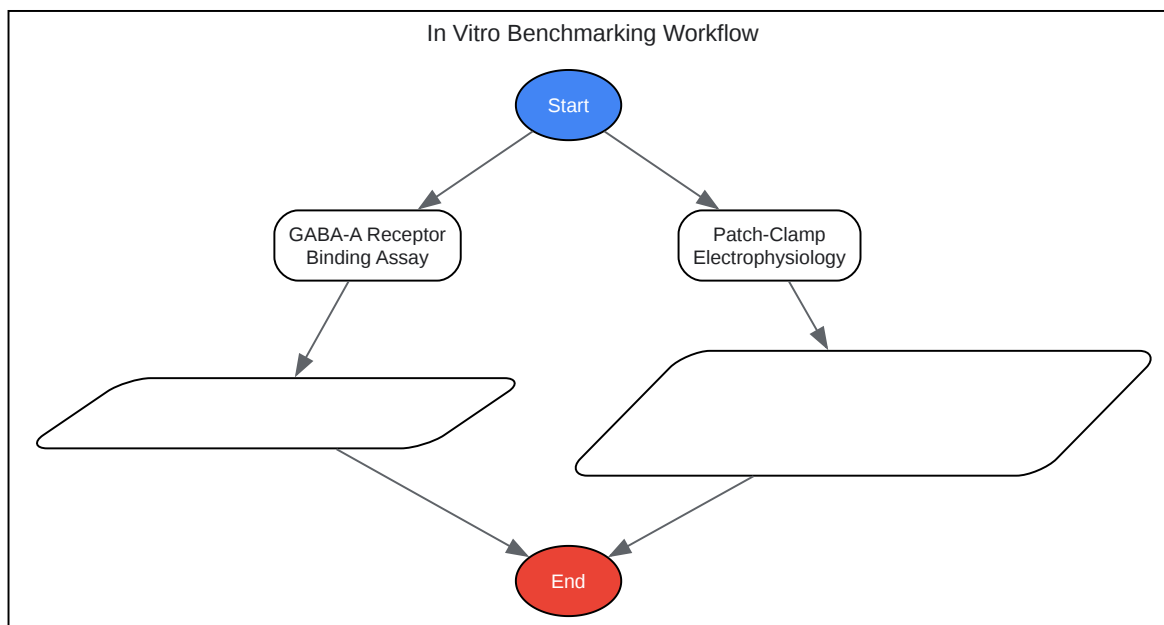 In Vitro Benchmarking Workflow
Start
GABA-A Receptor
Binding Assay
Patch-Clamp
Electrophysiology
End